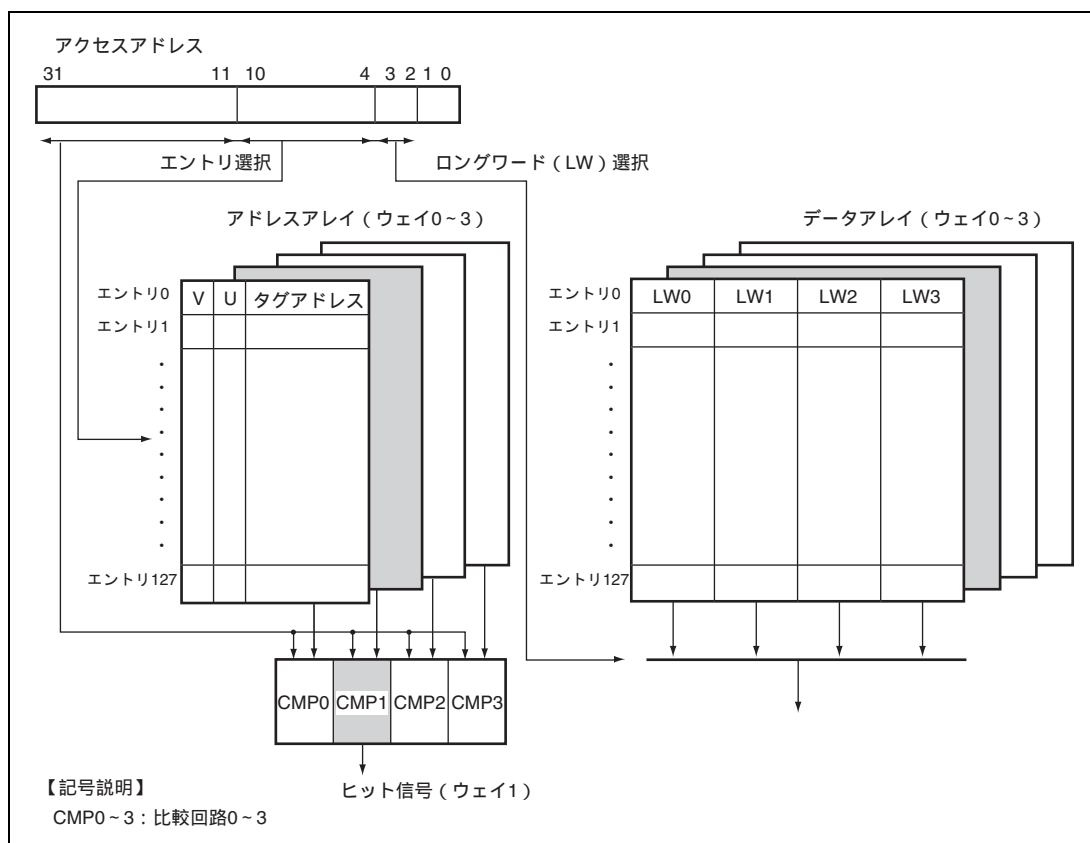 アクセスアドレス
31 11 10 4 3 2 1 0
エントリ選択 ロングワード（LW）選択
アドレスアレイ（ウェイ0~3） データアレイ（ウェイ0~3）
エントリ0 V U タグアドレス エントリ0 LW0 LW1 LW2 LW3
エントリ1 エントリ1
エントリ127 エントリ127
CMP0 CMP1 CMP2 CMP3
ヒット信号（ウェイ1）
【記号説明】
CMP0~3：比較回路0~3